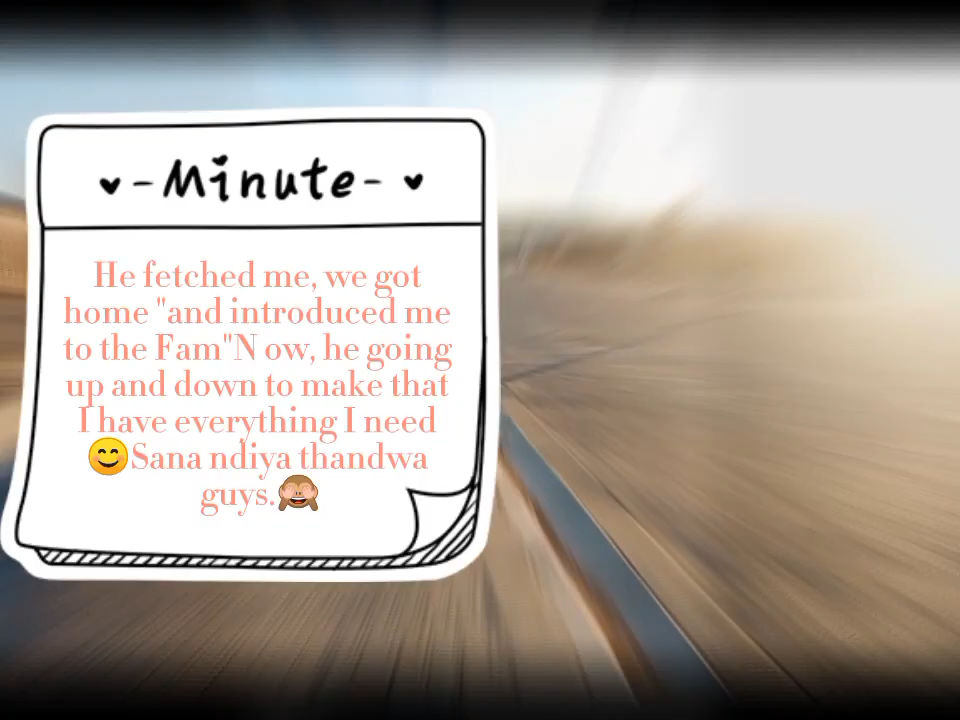 -Minute-
He fetched me, we got
home "and introduced me
to the Fam"N ow, he going
up and down to make that
I have everything I need
😊Sana ndiya thandwa
guys.🙈